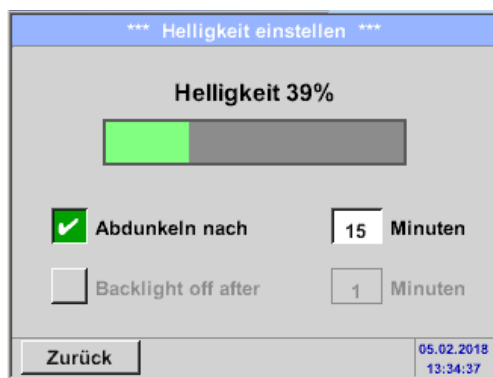 *** Helligkeit einstellen ***
Helligkeit 39%
Abdunkeln nach 15 Minuten
Backlight off after 1 Minuten
Zurück
05.02.2018
13:34:37